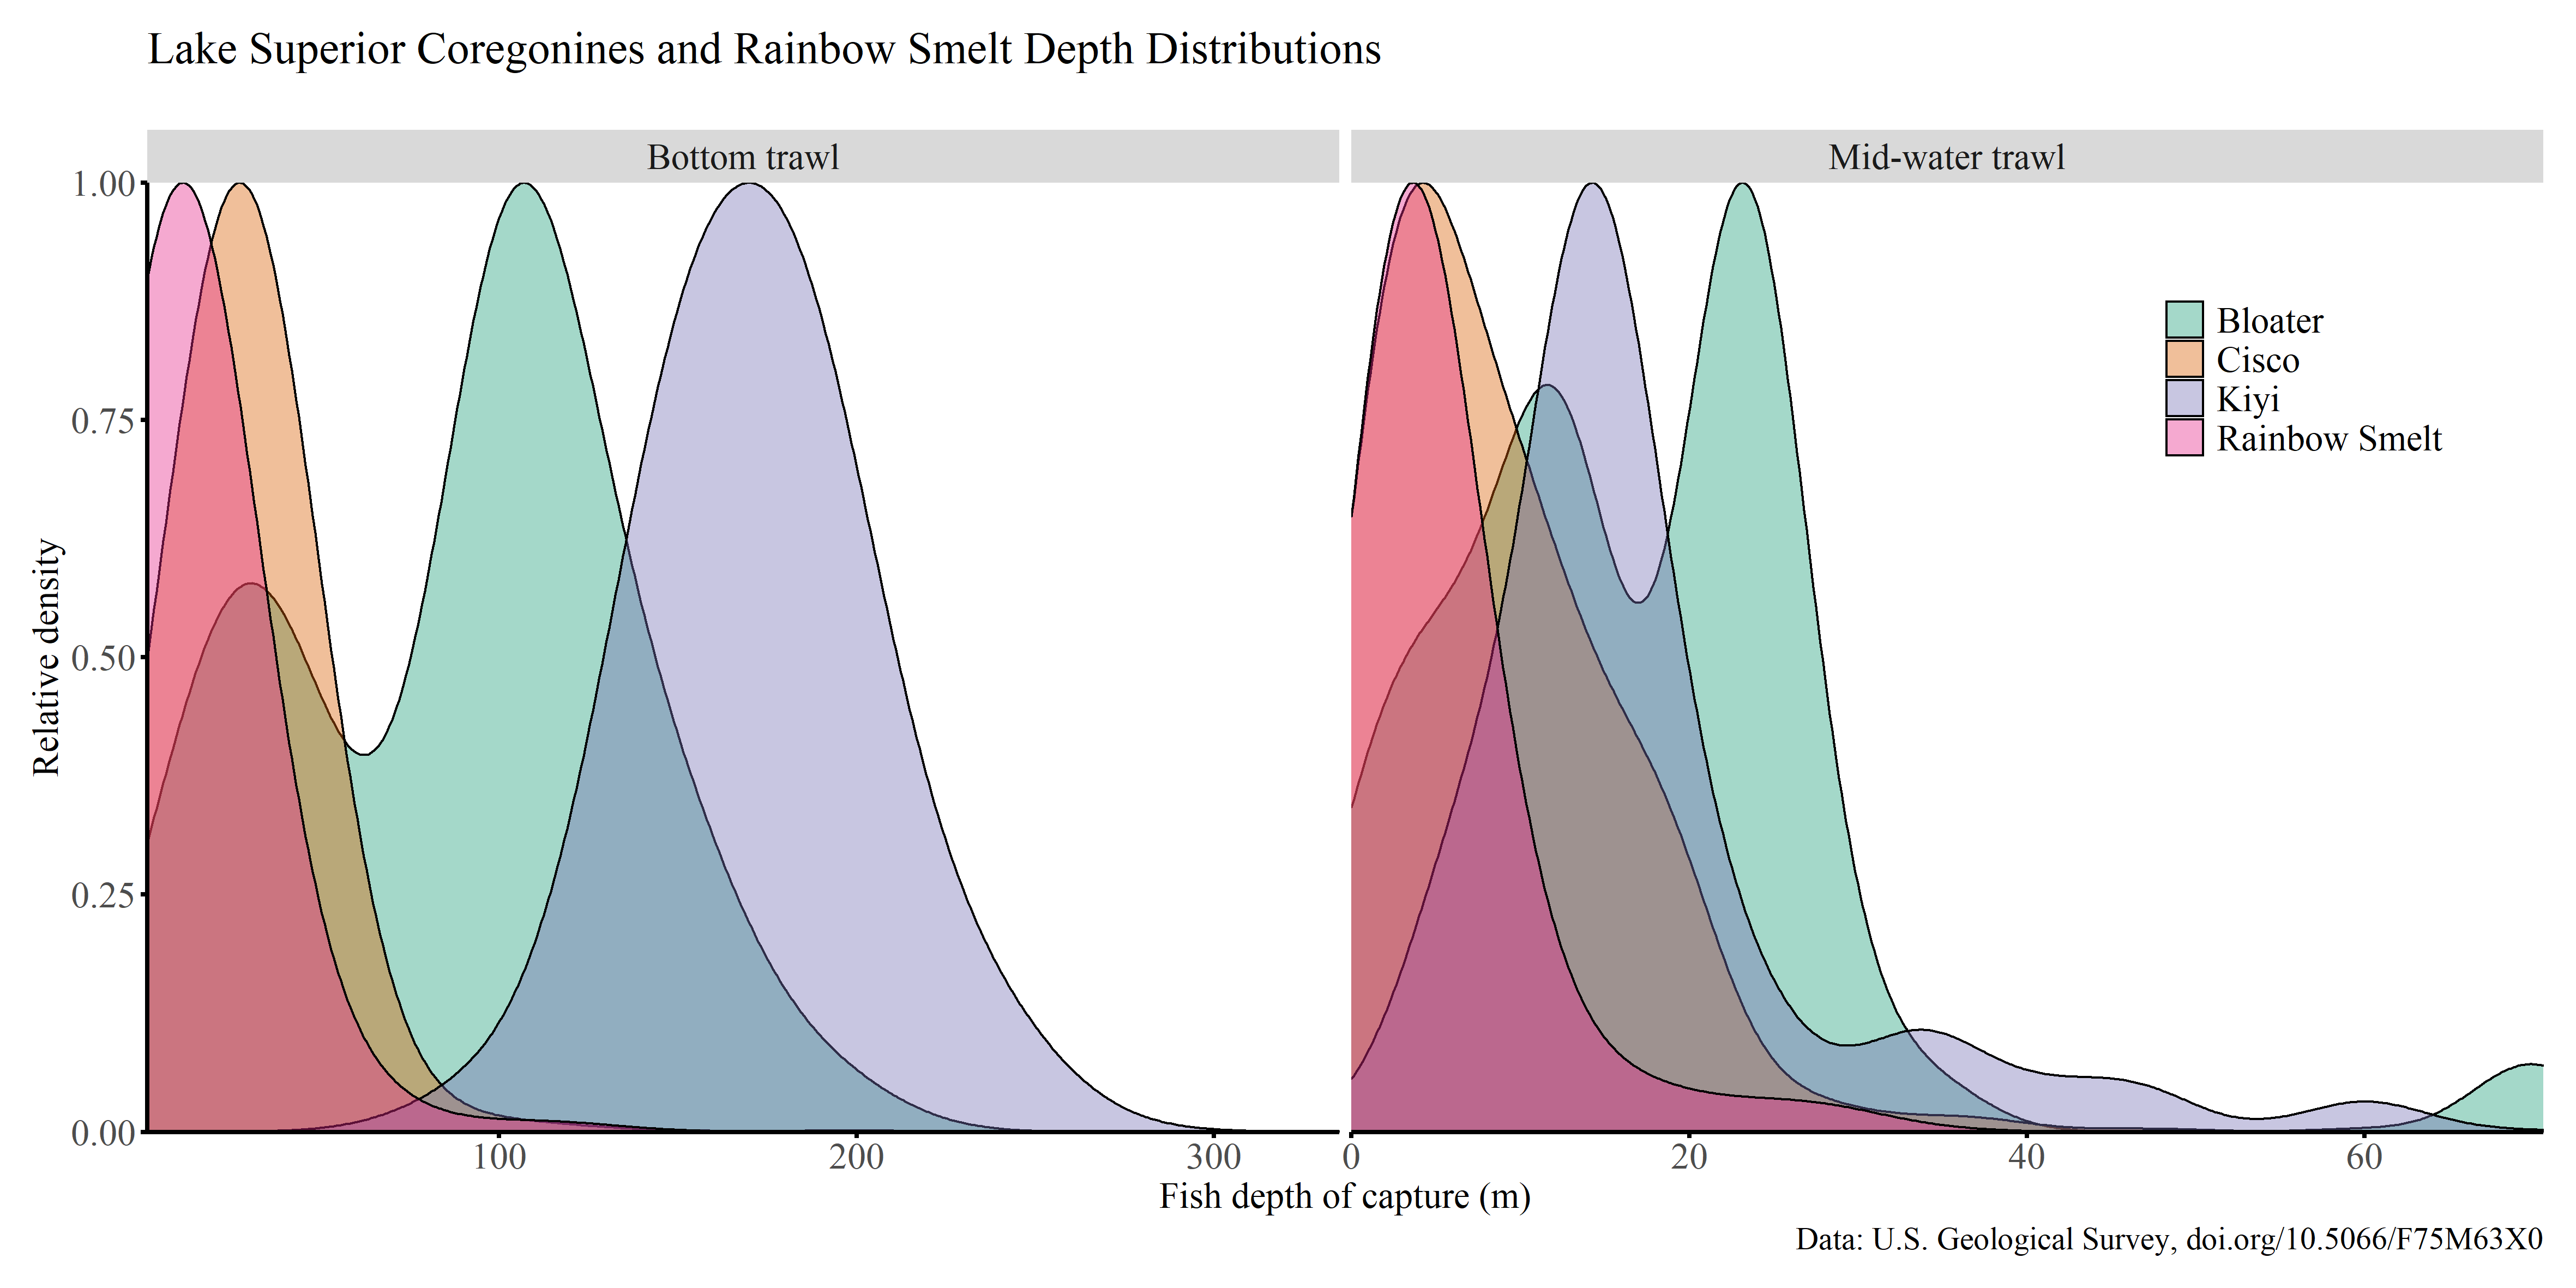 Lake Superior Coregonines and Rainbow Smelt Depth Distributions
Bottom trawl
Mid-water trawl
Relative density
1.00
0.75
0.50
0.25
0.00
100
200
300
0
20
40
60
Bloater
Cisco
Kiyi
Rainbow Smelt
Fish depth of capture (m)
Data: U.S. Geological Survey, doi.org/10.5066/F75M63X0